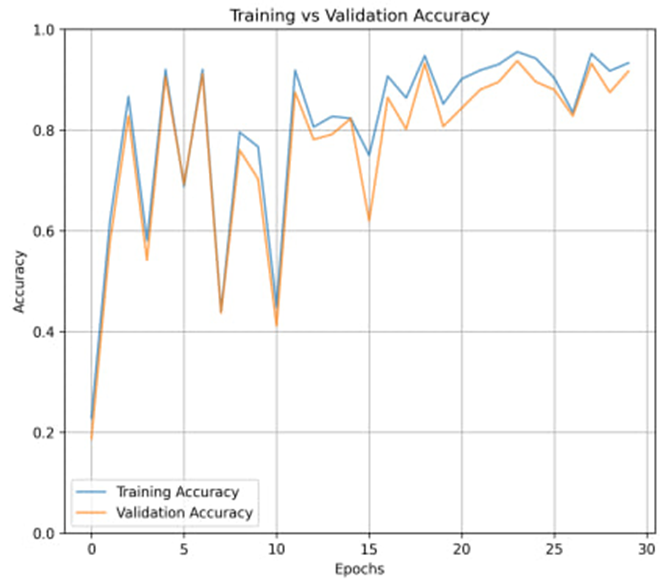 Training vs Validation Accuracy
1.0
0.8
0.6
0.4
0.2
0.0
Accuracy
Training Accuracy
Validation Accuracy
0 5 10 15 20 25 30
Epochs